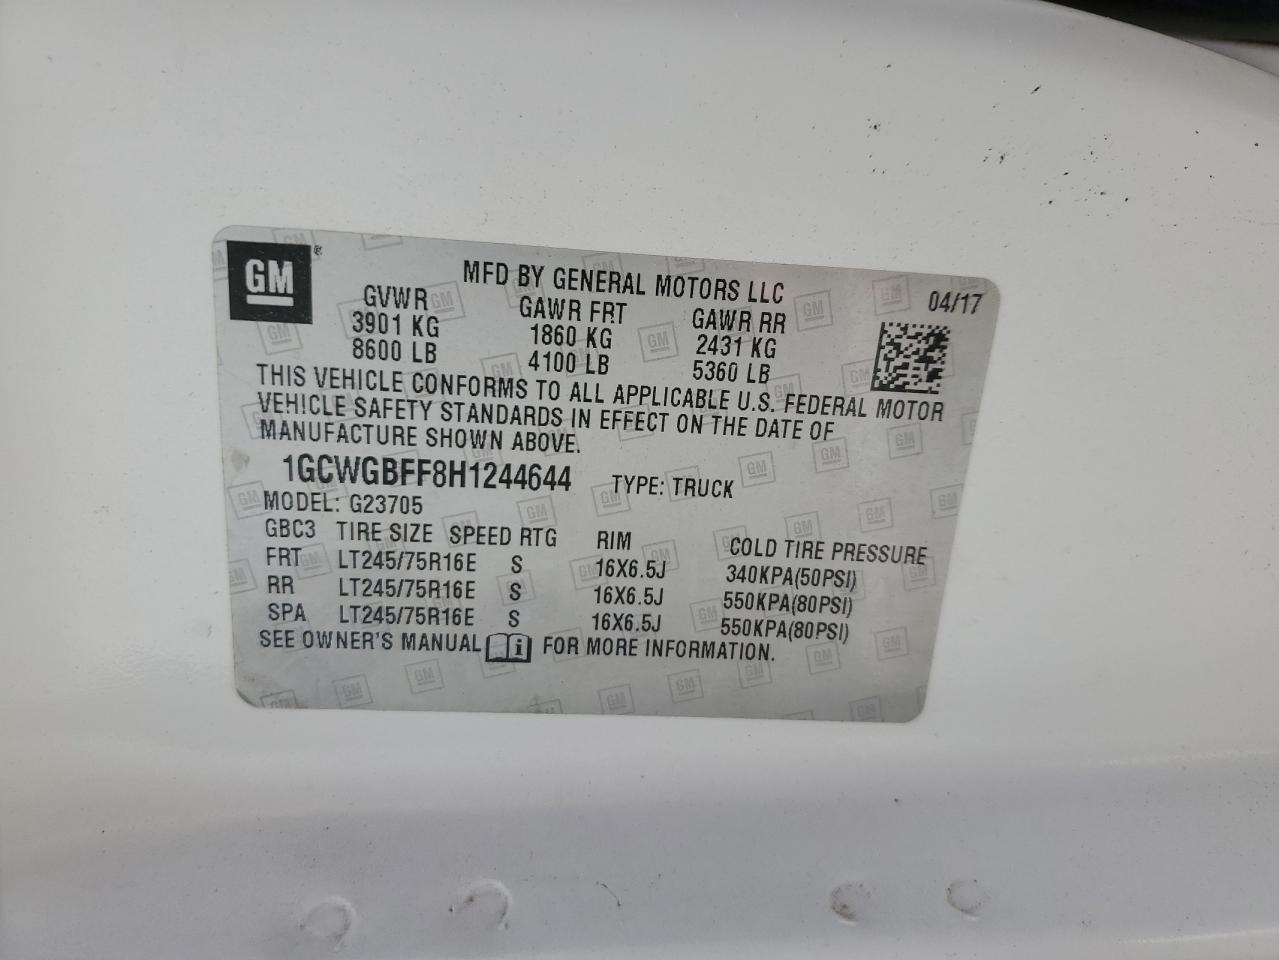 GM ®
MFD BY GENERAL MOTORS LLC
04/17
GVWR GAWR FRT GAWR RR
3901 KG 1860 KG 2431 KG
8600 LB 4100 LB 5360 LB
THIS VEHICLE CONFORMS TO ALL APPLICABLE U.S. FEDERAL MOTOR
VEHICLE SAFETY STANDARDS IN EFFECT ON THE DATE OF
MANUFACTURE SHOWN ABOVE.
1GCWGBFF8H1244644 TYPE: TRUCK
MODEL: G23705
GBC3 TIRE SIZE SPEED RTG RIM COLD TIRE PRESSURE
FRT LT245/75R16E S 16X6.5J 340KPA(50PSI)
RR LT245/75R16E S 16X6.5J 550KPA(80PSI)
SPA LT245/75R16E S 16X6.5J 550KPA(80PSI)
SEE OWNER'S MANUAL i FOR MORE INFORMATION.